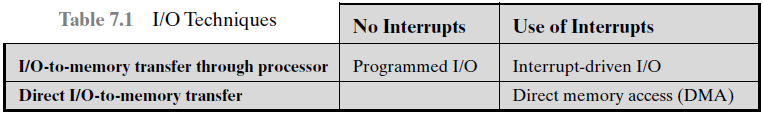 Table 7.1 I/O Techniques
No Interrupts Use of Interrupts
I/O-to-memory transfer through processor Programmed I/O Interrupt-driven I/O
Direct I/O-to-memory transfer Direct memory access (DMA)